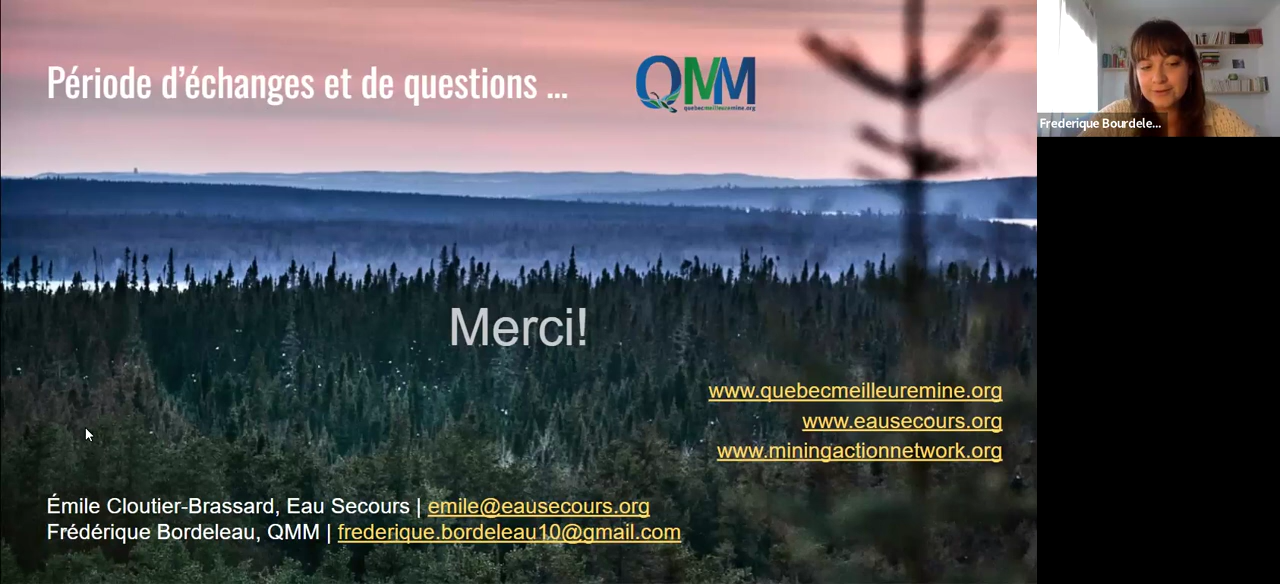 Période d’échanges et de questions ...
QMM
quebecmeilleuremine.org
Frederique Bourdele...
Merci!
www.quebecmeilleuremine.org
www.eausecours.org
www.miningactionnetwork.org
Émile Cloutier-Brassard, Eau Secours | emile@eausecours.org
Frédérique Bordeleau, QMM | frederique.bordeleau10@gmail.com